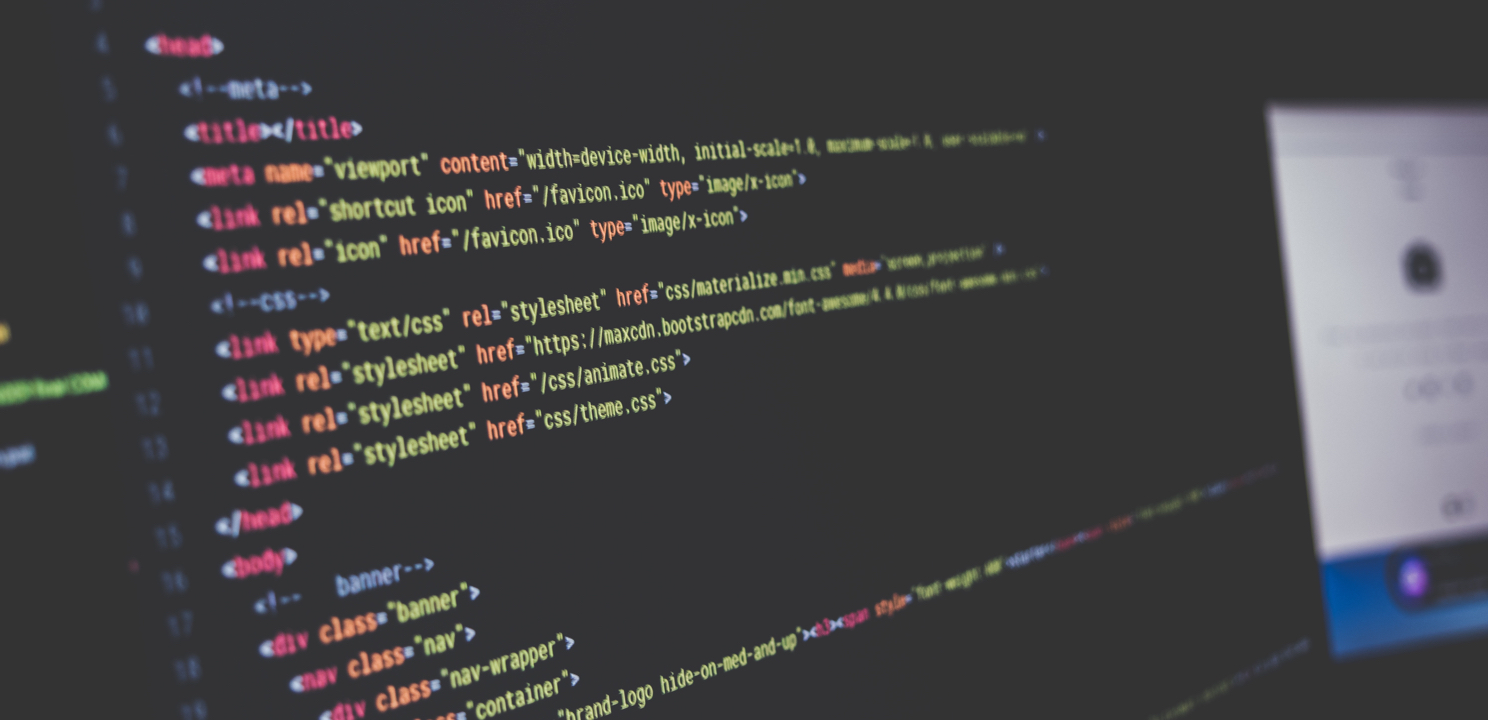 4 <head>
5 <!--meta-->
6 <title></title>
7 <meta name="viewport" content="width=device-width, initial-scale=1.0, maximum-scale=1.0,
8 <link rel="shortcut icon" href="/favicon.ico" type="image/x-icon">
9 <link rel="icon" href="/favicon.ico" type="image/x-icon">
10 <!--css-->
11 <link type="text/css" rel="stylesheet" href="css/materialize.min.css" media="screen,projection" >
12 <link rel="stylesheet" href="https://maxcdn.bootstrapcdn.com/font-awesome/
13 <link rel="stylesheet" href="/css/animate.css">
14 <link rel="stylesheet" href="css/theme.css">
15 </head>
16 <body>
17 <!-- banner-->
18 <div class="banner">
19 <nav class="nav">
<div class="nav-wrapper">
"container">
"brand-logo hide-on-med-and-up"><h3><span style="font-weight: